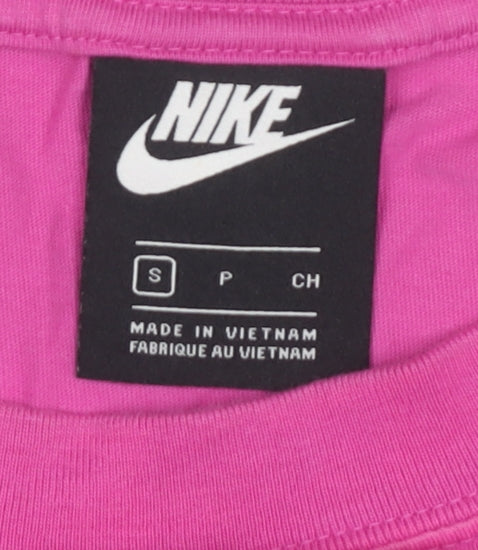 NIKE
S P CH
MADE IN VIETNAM
FABRIQUE AU VIETNAM